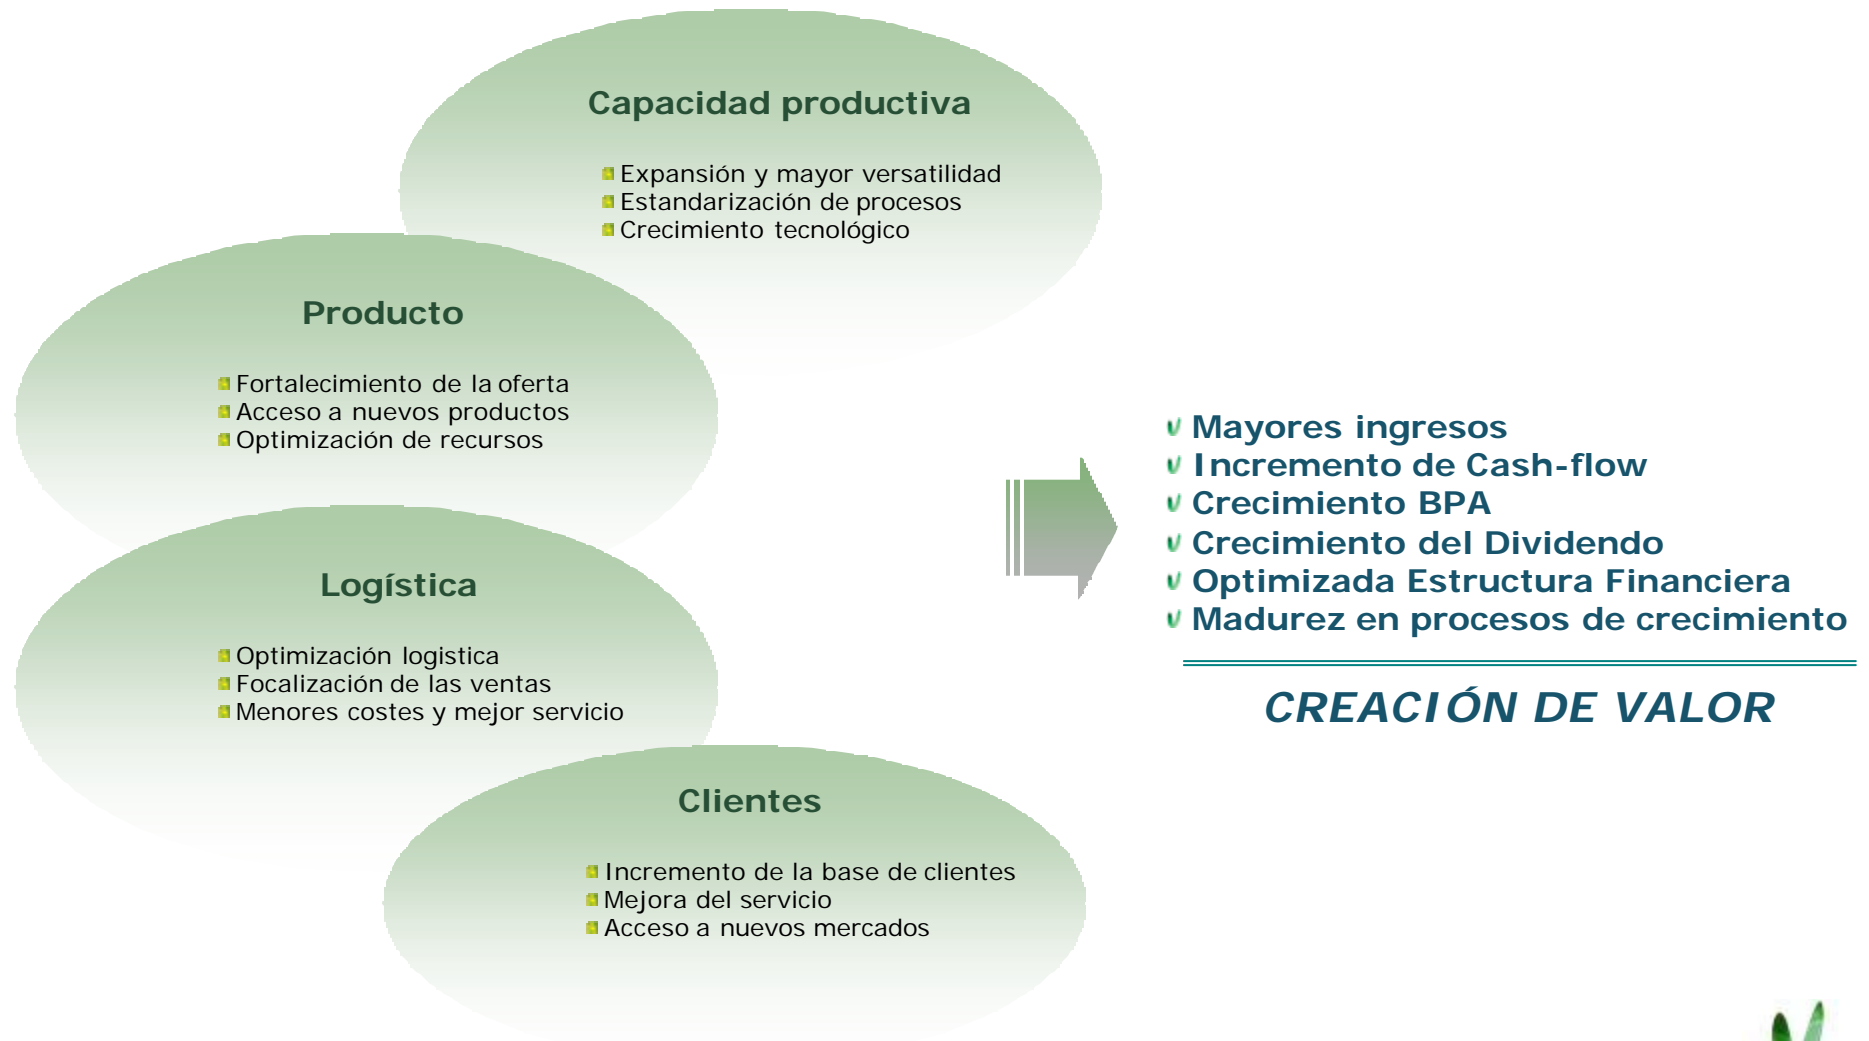 Capacidad productiva
Expansión y mayor versatilidad
Estandarización de procesos
Crecimiento tecnológico
Producto
Fortalecimiento de la oferta
Acceso a nuevos productos
Optimización de recursos
Logística
Optimización logistica
Focalización de las ventas
Menores costes y mejor servicio
Clientes
Incremento de la base de clientes
Mejora del servicio
Acceso a nuevos mercados
Mayores ingresos
Incremento de Cash-flow
Crecimiento BPA
Crecimiento del Dividendo
Optimizada Estructura Financiera
Madurez en procesos de crecimiento
CREACIÓN DE VALOR